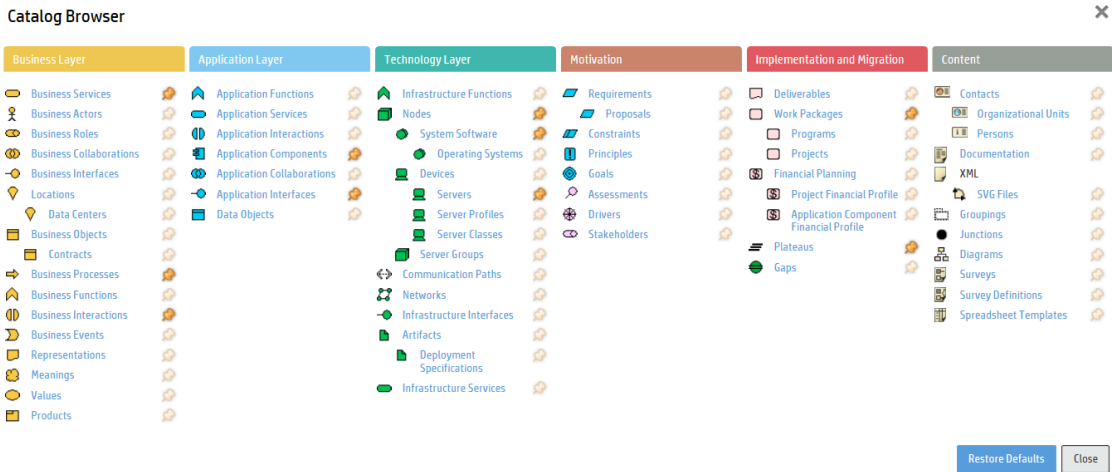 Catalog Browser
Business Layer
Business Services
Business Actors
Business Roles
Business Collaborations
Business Interfaces
Locations
Data Centers
Business Objects
Contracts
Business Processes
Business Functions
Business Interactions
Business Events
Representations
Meanings
Values
Products
Application Layer
Application Functions
Application Services
Application Interactions
Application Components
Application Collaborations
Application Interfaces
Data Objects
Technology Layer
Infrastructure Functions
Nodes
System Software
Operating Systems
Devices
Servers
Server Profiles
Server Classes
Server Groups
Communication Paths
Networks
Infrastructure Interfaces
Artifacts
Deployment
Specifications
Infrastructure Services
Motivation
Requirements
Proposals
Constraints
Principles
Goals
Assessments
Drivers
Stakeholders
Implementation and Migration
Deliverables
Work Packages
Programs
Projects
Financial Planning
Project Financial Profile
Application Component
Financial Profile
Plateaus
Gaps
Content
Contacts
Organizational Units
Persons
Documentation
XML
SVG Files
Groupings
Junctions
Diagrams
Surveys
Survey Definitions
Spreadsheet Templates
Restore Defaults
Close